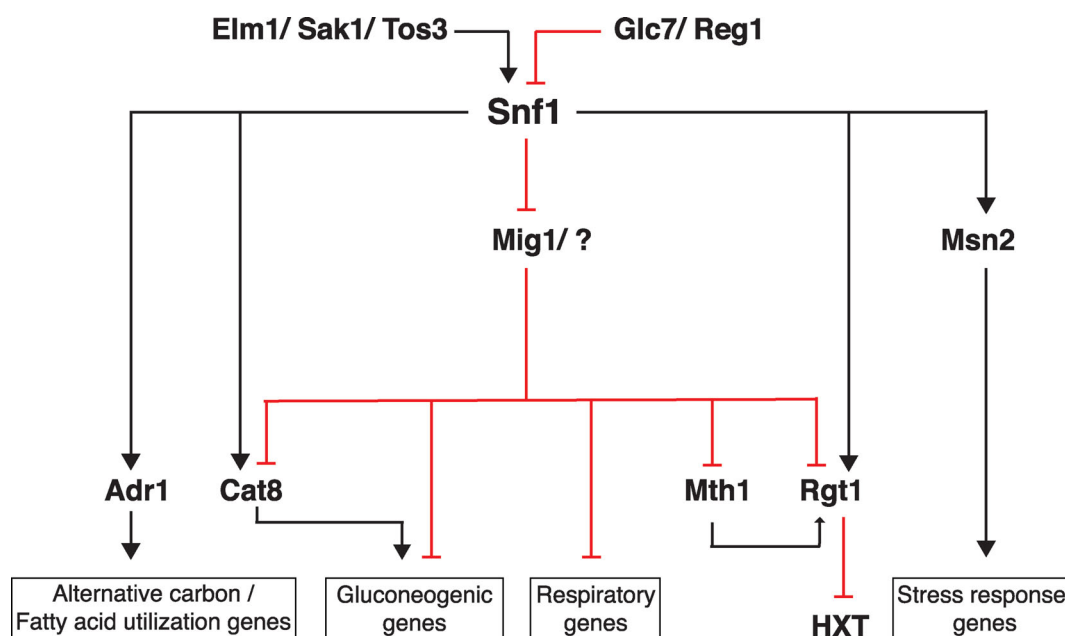 Elm1/ Sak1/ Tos3
Glc7/ Reg1
Snf1
Mig1/ ?
Msn2
Adr1
Cat8
Mth1
Rgt1
Alternative carbon /
Fatty acid utilization genes
Gluconeogenic
genes
Respiratory
genes
HXT
Stress response
genes